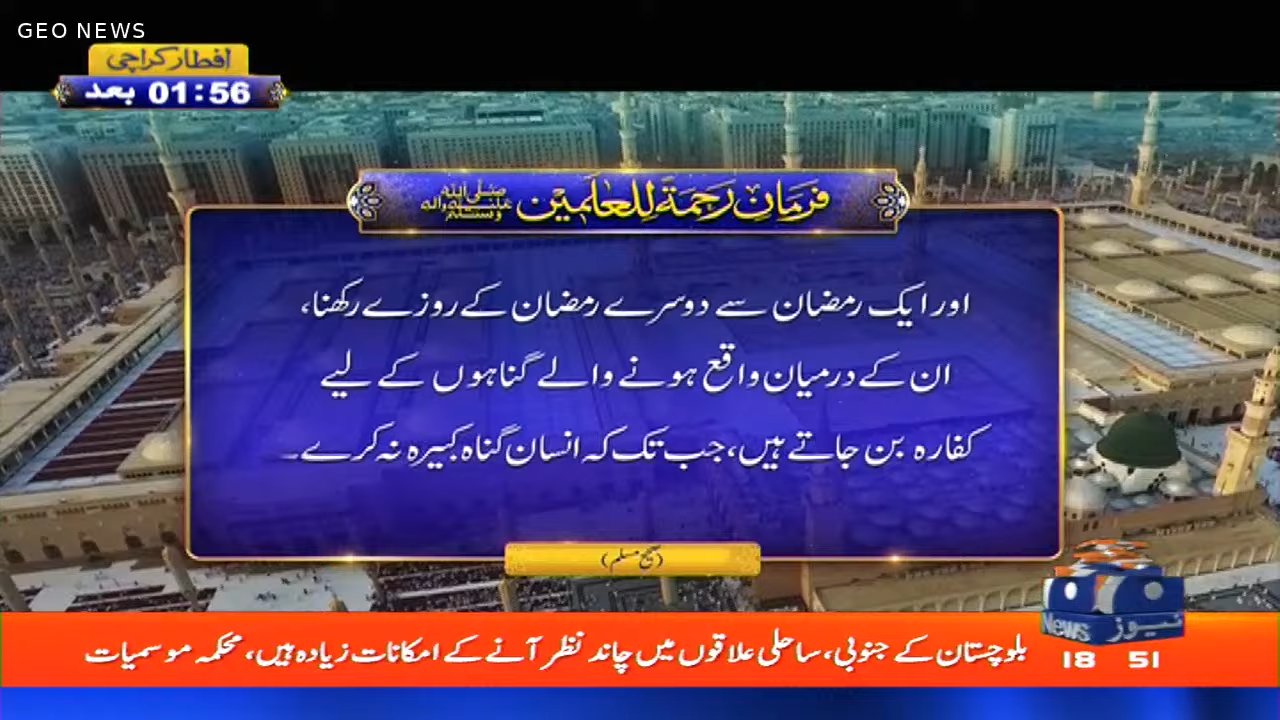 GEO NEWS
افطار کراچی
01:56 بعد
فرمانِ رحمۃ للعالمین صلی اللہ علیہ وآلہ وسلم
اور ایک رمضان سے دوسرے رمضان کے روزے رکھنا،
ان کے درمیان واقع ہونے والے گناہوں کے لیے
کفارہ بن جاتے ہیں، جب تک کہ انسان گناہ کبیرہ نہ کرے۔
(صحیح مسلم)
News نیوز
بلوچستان کے جنوبی، ساحلی علاقوں میں چاند نظر آنے کے امکانات زیادہ ہیں، محکمہ موسمیات
18 51